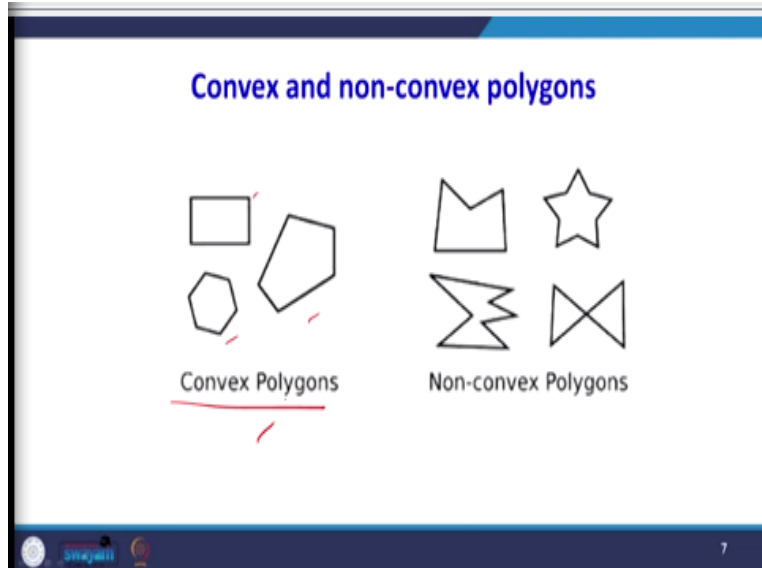 Convex and non-convex polygons
Convex Polygons
Non-convex Polygons
swayam
7